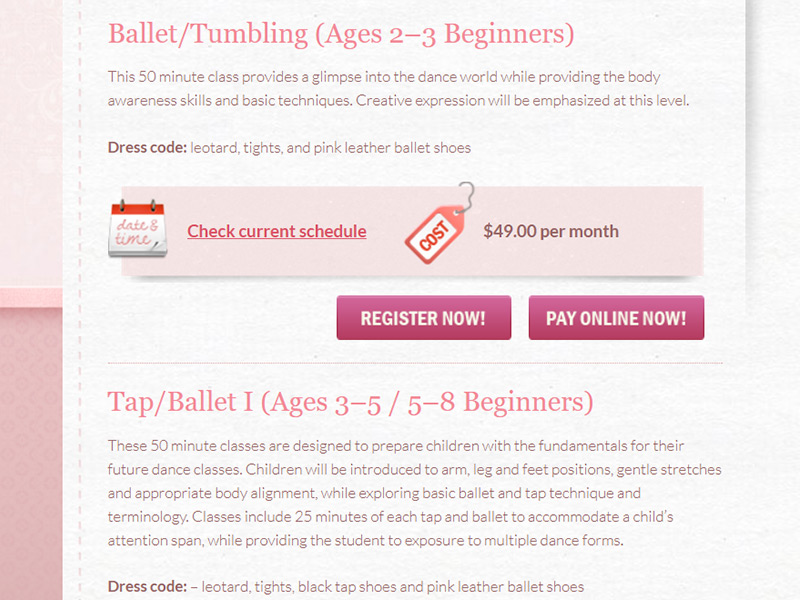 Ballet/Tumbling (Ages 2–3 Beginners)
This 50 minute class provides a glimpse into the dance world while providing the body
awareness skills and basic techniques. Creative expression will be emphasized at this level.
Dress code: leotard, tights, and pink leather ballet shoes
date &
time
Check current schedule
COST
$49.00 per month
REGISTER NOW!
PAY ONLINE NOW!
Tap/Ballet I (Ages 3–5 / 5–8 Beginners)
These 50 minute classes are designed to prepare children with the fundamentals for their
future dance classes. Children will be introduced to arm, leg and feet positions, gentle stretches
and appropriate body alignment, while exploring basic ballet and tap technique and
terminology. Classes include 25 minutes of each tap and ballet to accommodate a child’s
attention span, while providing the student to exposure to multiple dance forms.
Dress code: – leotard, tights, black tap shoes and pink leather ballet shoes